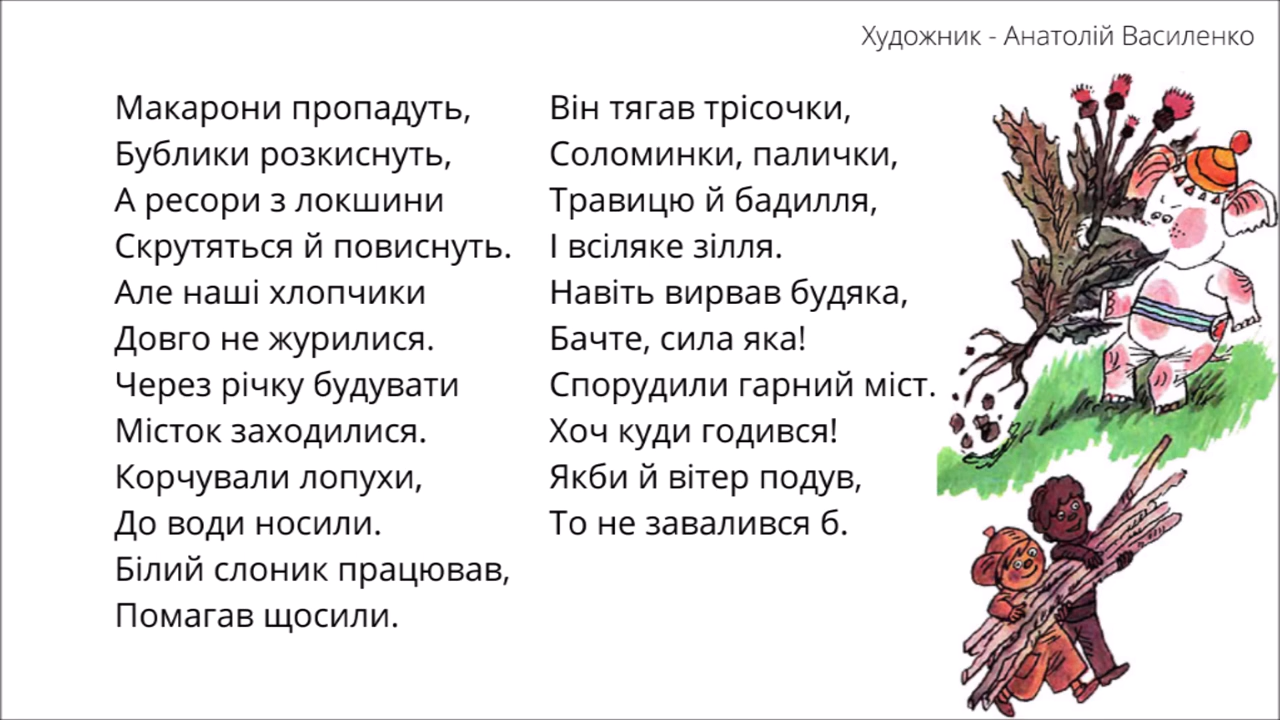 Художник - Анатолій Василенко
Макарони пропадуть,
Бублики розкиснуть,
А ресори з локшини
Скрутяться й повиснуть.
Але наші хлопчики
Довго не журилися.
Через річку будувати
Місток заходилися.
Корчували лопухи,
До води носили.
Білий слоник працював,
Помагав щосили.
Він тягав трісочки,
Соломинки, палички,
Травицю й бадилля,
І всіляке зілля.
Навіть вирвав будяка,
Бачте, сила яка!
Спорудили гарний міст.
Хоч куди годився!
Якби й вітер подув,
То не завалився б.